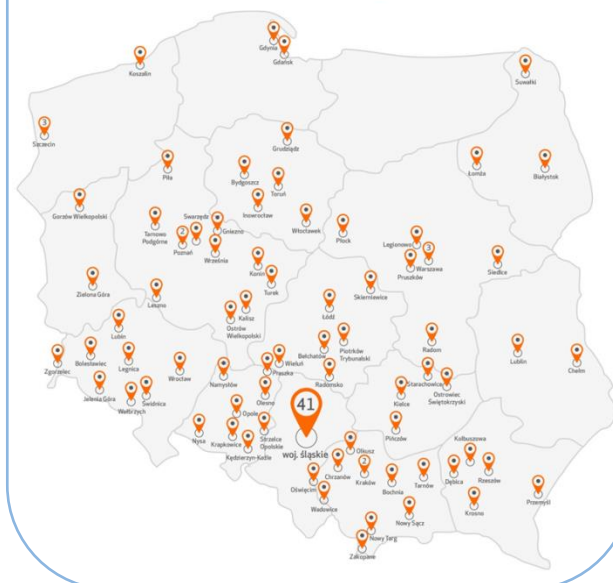 Gdynia
Gdańsk
Koszalin
Suwałki
3
Szczecin
Grudziądz
Piła
Bydgoszcz
Toruń
Łomża
Białystok
Gorzów Wielkopolski
Inowrocław
Włocławek
Tarnowo
Podgórne
Swarzędz
Gniezno
2
Poznań
Września
Płock
Legionowo
3
Warszawa
Pruszków
Siedlce
Konin
Turek
Skierniewice
Zielona Góra
Leszno
Kalisz
Ostrów
Wielkopolski
Łódź
Lubin
Zgorzelec
Bolesławiec
Legnica
Jelenia Góra
Wałbrzych
Świdnica
Wrocław
Namysłów
Wieluń
Praszka
Bełchatów
Piotrków
Trybunalski
Radomsko
Radom
Lublin
Chełm
Starachowice
Ostrowiec
Świętokrzyski
Kielce
Pińczów
Olesno
Opole
Nysa
Krapkowice
Strzelce
Opolskie
Kędzierzyn-Koźle
41
woj. śląskie
Olkusz
Chrzanów
2
Kraków
Oświęcim
Wadowice
Bochnia
Tarnów
Kolbuszowa
Dębica
Rzeszów
Przemyśl
Krosno
Nowy Sącz
Nowy Targ
Zakopane